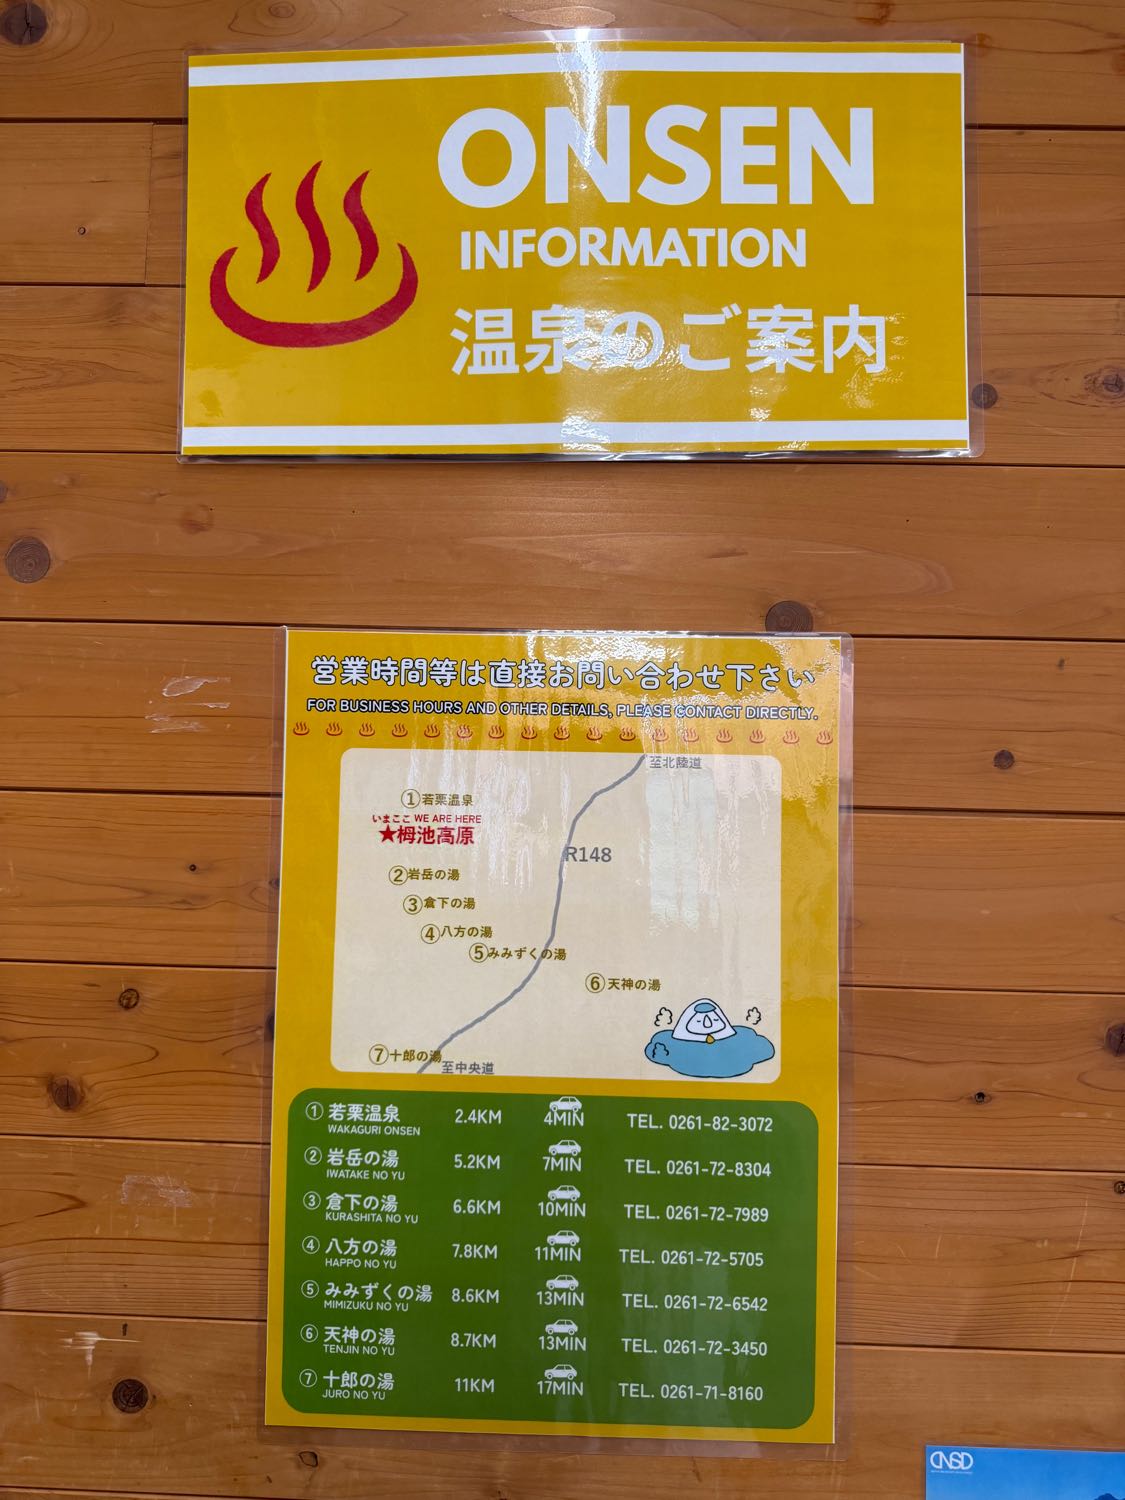 ONSEN
INFORMATION
温泉のご案内
営業時間等は直接お問い合わせ下さい
FOR BUSINESS HOURS AND OTHER DETAILS, PLEASE CONTACT DIRECTLY.
至北陸道
①若栗温泉
いまここ WE ARE HERE
★栂池高原
R148
②岩岳の湯
③倉下の湯
④八方の湯
⑤みみずくの湯
⑥天神の湯
⑦十郎の湯
至中央道
① 若栗温泉 2.4KM 4MIN TEL. 0261-82-3072
WAKAGURI ONSEN
② 岩岳の湯 5.2KM 7MIN TEL. 0261-72-8304
IWATAKE NO YU
③ 倉下の湯 6.6KM 10MIN TEL. 0261-72-7989
KURASHITA NO YU
④ 八方の湯 7.8KM 11MIN TEL. 0261-72-5705
HAPPO NO YU
⑤ みみずくの湯 8.6KM 13MIN TEL. 0261-72-6542
MIMIZUKU NO YU
⑥ 天神の湯 8.7KM 13MIN TEL. 0261-72-3450
TENJIN NO YU
⑦ 十郎の湯 11KM 17MIN TEL. 0261-71-8160
JURO NO YU
CNSD